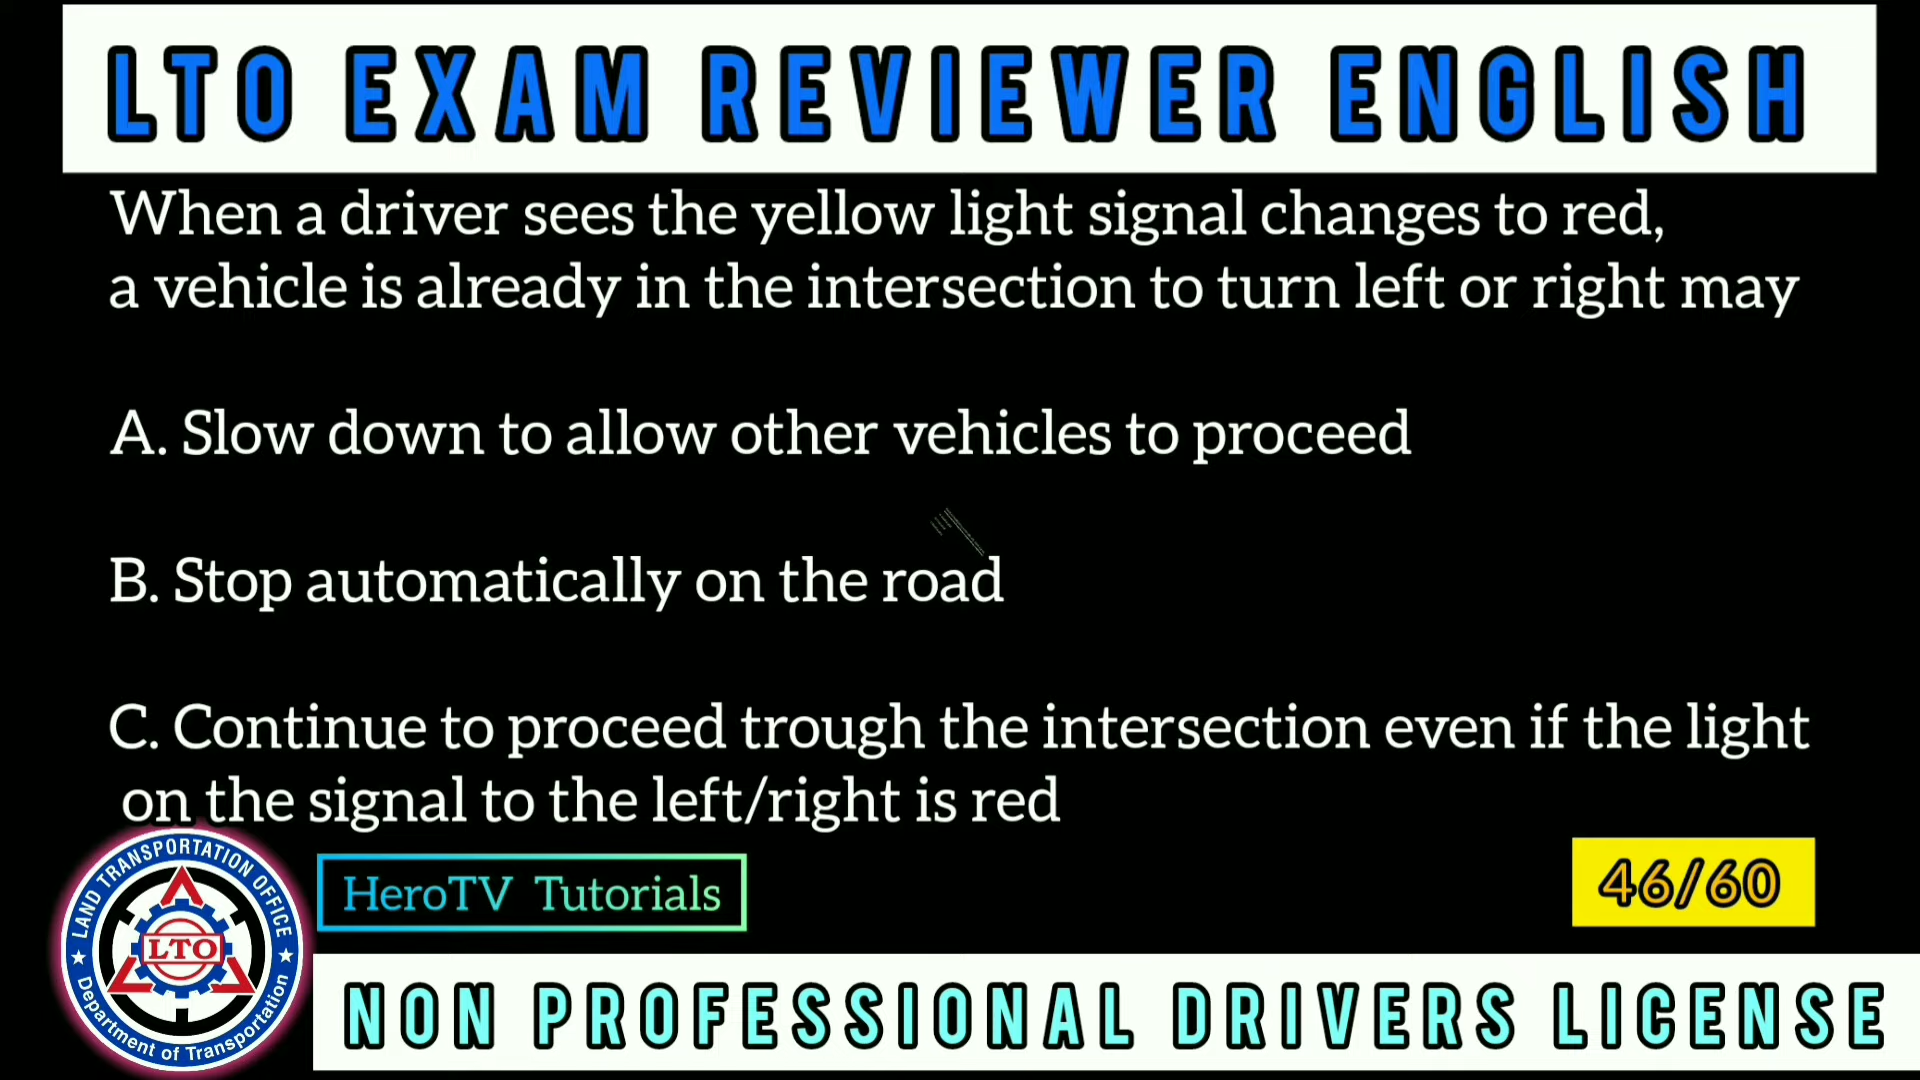 LTO EXAM REVIEWER ENGLISH
When a driver sees the yellow light signal changes to red,
a vehicle is already in the intersection to turn left or right may
A. Slow down to allow other vehicles to proceed
B. Stop automatically on the road
C. Continue to proceed trough the intersection even if the light
on the signal to the left/right is red
LAND TRANSPORTATION OFFICE
LTO
Department of Transportation
HeroTV Tutorials
46/60
NON PROFESSIONAL DRIVERS LICENSE